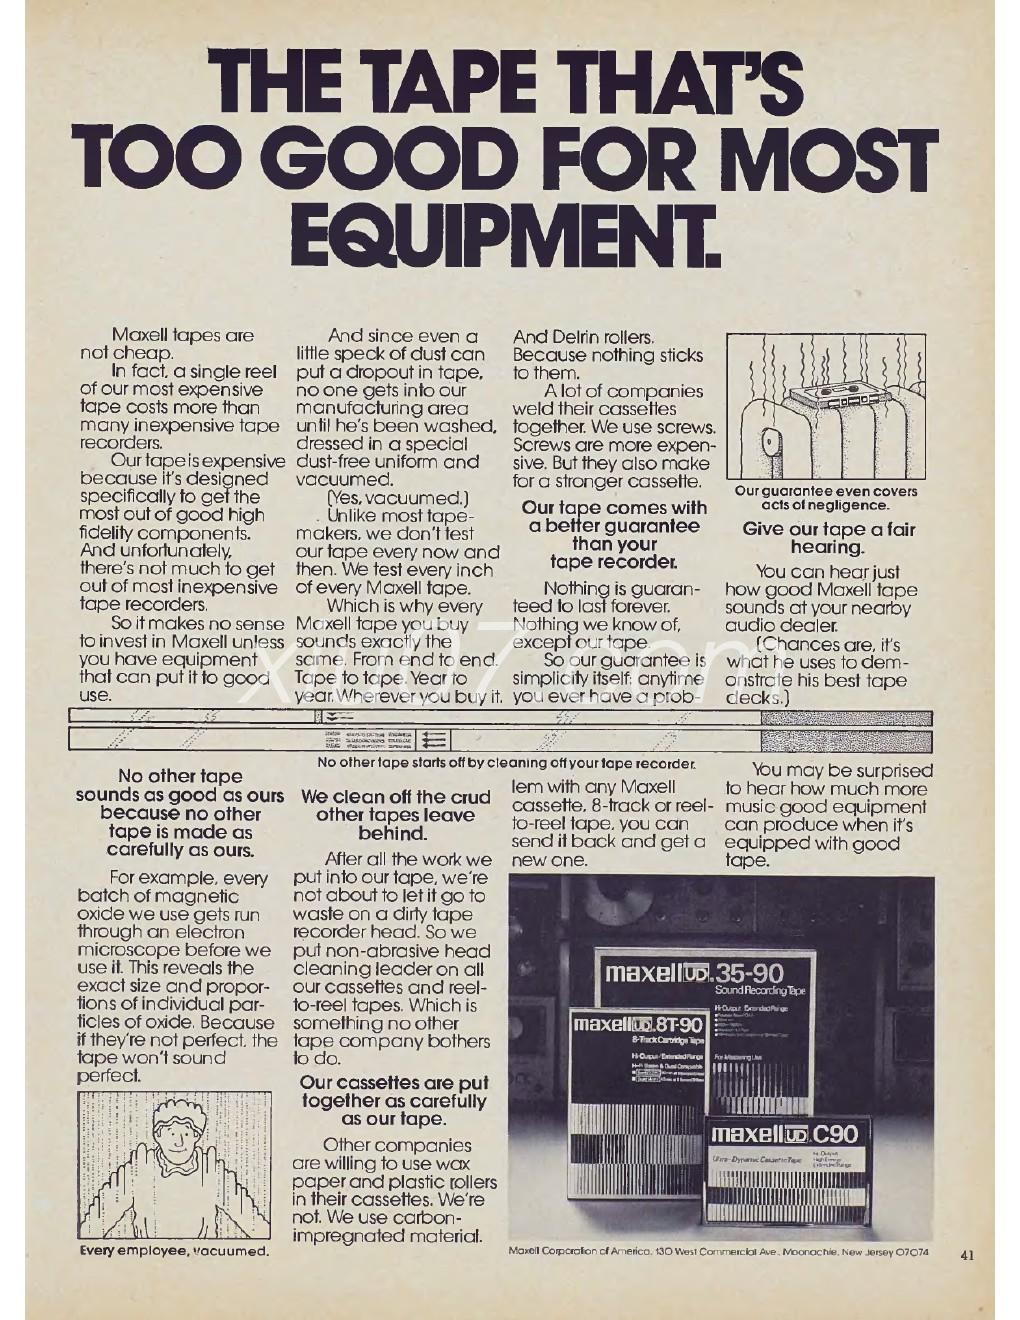 THE TAPE THAT'S
TOO GOOD FOR MOST
EQUIPMENT.
Maxell tapes are
not cheap.
In fact, a single reel
of our most expensive
tape costs more than
many inexpensive tape
recorders.
Our tape is expensive
because it's designed
specifically to get the
most out of good high
fidelity components.
And unfortunately,
there's not much to get
out of most inexpensive
tape recorders.
So it makes no sense
to invest in Maxell unless
you have equipment
that can put it to good
use.
No other tape
sounds as good as ours
because no other
tape is made as
carefully as ours.
For example, every
batch of magnetic
oxide we use gets run
through an electron
microscope before we
use it. This reveals the
exact size and propor-
tions of individual par-
ticles of oxide. Because
if they're not perfect, the
tape won't sound
perfect.
Every employee, vacuumed.
And since even a
little speck of dust can
put a dropout in tape,
no one gets into our
manufacturing area
until he's been washed,
dressed in a special
dust-free uniform and
vacuumed.
(Yes, vacuumed.)
Unlike most tape-
makers, we don't test
our tape every now and
then. We test every inch
of every Maxell tape.
Which is why every
Maxell tape you buy
sounds exactly the
same. From end to end.
Tape to tape. Year to
year. Wherever you buy it.
No other tape starts off by cleaning off your tape recorder.
We clean off the crud
other tapes leave
behind.
After all the work we
put into our tape, we're
not about to let it go to
waste on a dirty tape
recorder head. So we
put non-abrasive head
cleaning leader on all
our cassettes and reel-
to-reel tapes. Which is
something no other
tape company bothers
to do.
Our cassettes are put
together as carefully
as our tape.
Other companies
are willing to use wax
paper and plastic rollers
in their cassettes. We're
not. We use carbon-
impregnated material.
And Delrin rollers.
Because nothing sticks
to them.
A lot of companies
weld their cassettes
together. We use screws.
Screws are more expen-
sive. But they also make
for a stronger cassette.
Our tape comes with
a better guarantee
than your
tape recorder.
Nothing is guaran-
teed to last forever.
Nothing we know of,
except our tape.
So our guarantee is
simplicity itself; anytime
you ever have a prob-
lem with any Maxell
cassette, 8-track or reel-
to-reel tape, you can
send it back and get a
new one.
Our guarantee even covers
acts of negligence.
Give our tape a fair
hearing.
You can hear just
how good Maxell tape
sounds at your nearby
audio dealer.
(Chances are, it's
what he uses to dem-
onstrate his best tape
decks.)
You may be surprised
to hear how much more
music good equipment
can produce when it's
equipped with good
tape.
maxell UD 35-90
Sound Recording Tape
Hi-Output Extended Range
For Mastering Use
maxell UD 8T-90
8-Track Cartridge Tape
Hi-Output/Extended Range
maxell UD C90
Ultra-Dynamic Cassette Tape
Maxell Corporation of America, 130 West Commercial Ave., Moonachie, New Jersey 07074
41